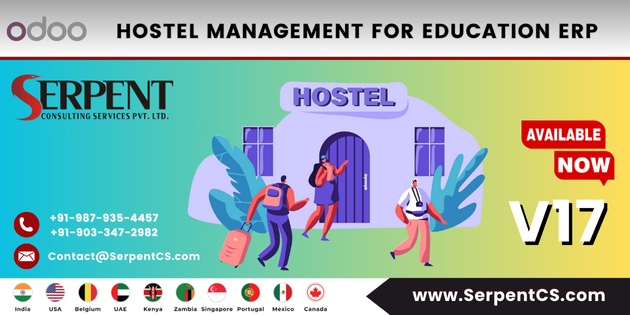 odoo
HOSTEL MANAGEMENT FOR EDUCATION ERP
SERPENT
CONSULTING SERVICES PVT. LTD.
HOSTEL
AVAILABLE
NOW
V17
+91-987-935-4457
+91-903-347-2982
Contact@SerpentCS.com
India USA Belgium UAE Kenya Zambia Singapore Portugal Mexico Canada
www.SerpentCS.com